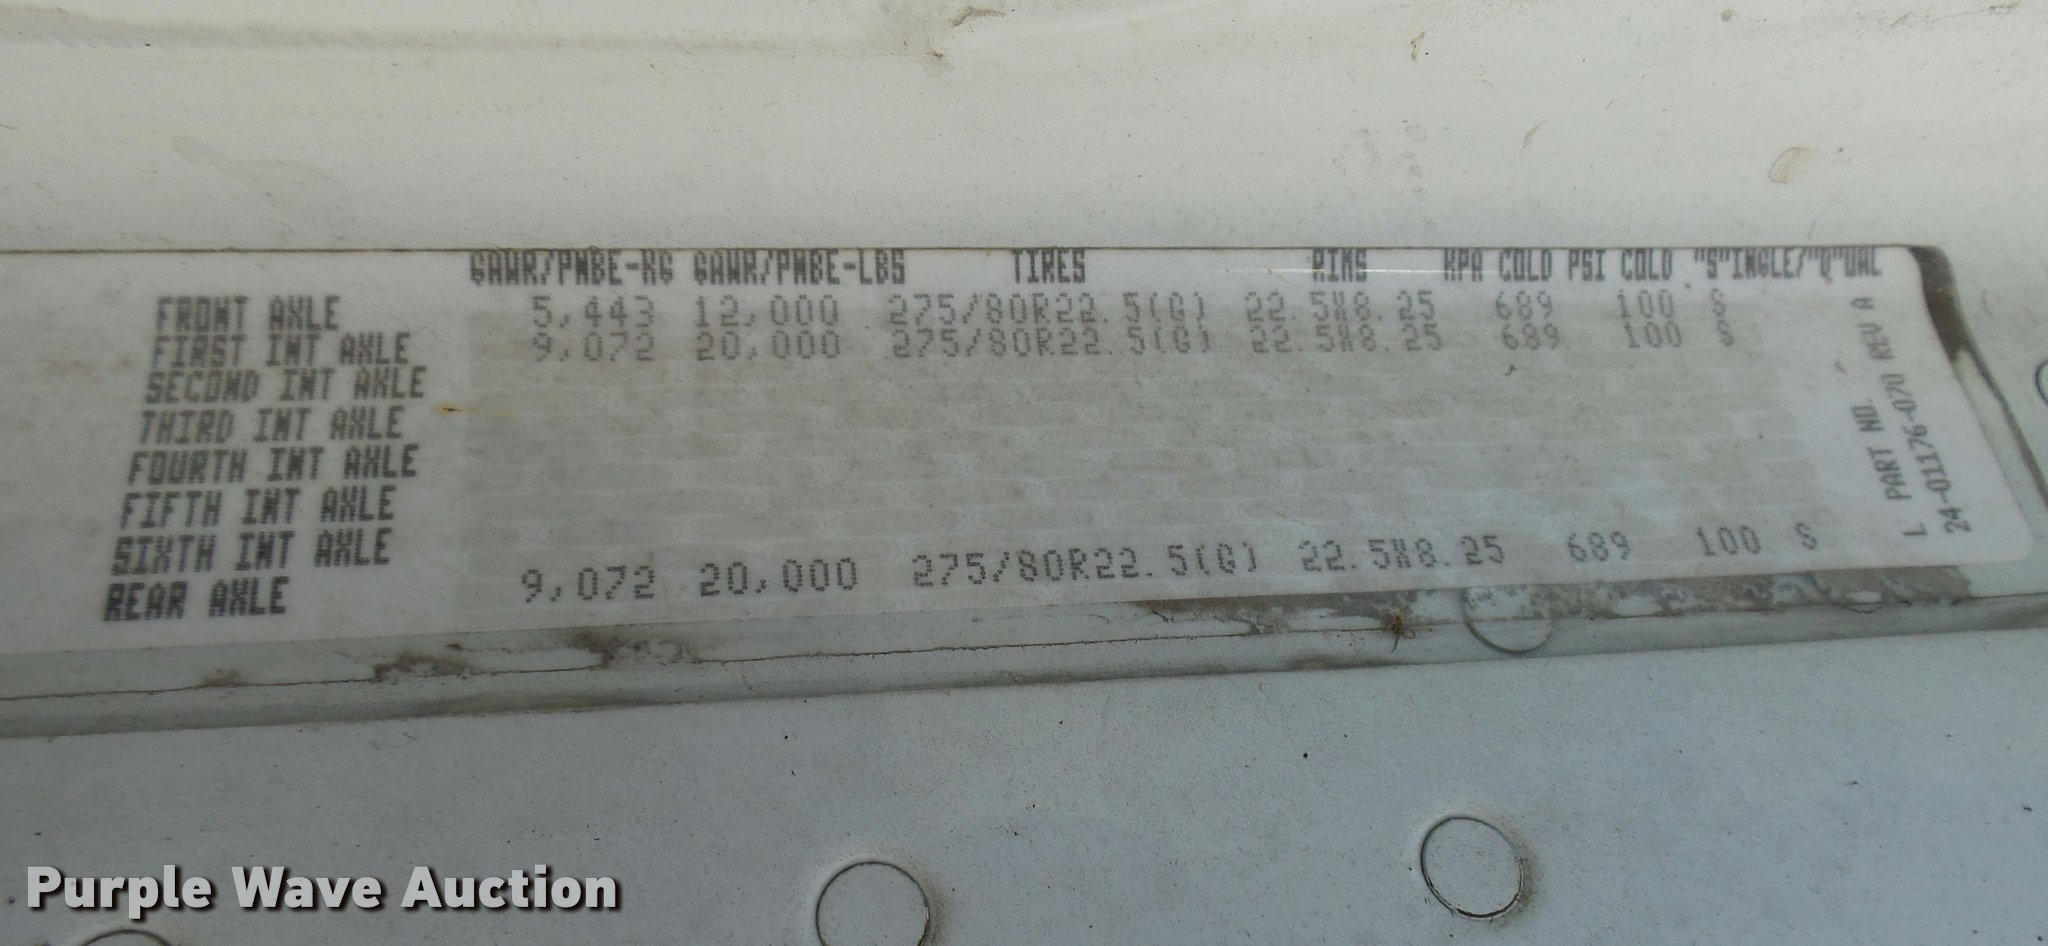 GAWR/PNBE-KG GAWR/PNBE-LBS TIRES RIMS KPA COLD PSI COLD "S"INGLE/"D"UAL
FRONT AXLE 5,443 12,000 275/80R22.5(G) 22.5X8.25 689 100 S
FIRST INT AXLE 9,072 20,000 275/80R22.5(G) 22.5X8.25 689 100 S
SECOND INT AXLE
THIRD INT AXLE
FOURTH INT AXLE
FIFTH INT AXLE
SIXTH INT AXLE
REAR AXLE 9,072 20,000 275/80R22.5(G) 22.5X8.25 689 100 S
L PART NO.
24-01176-070 REV A
Purple Wave Auction